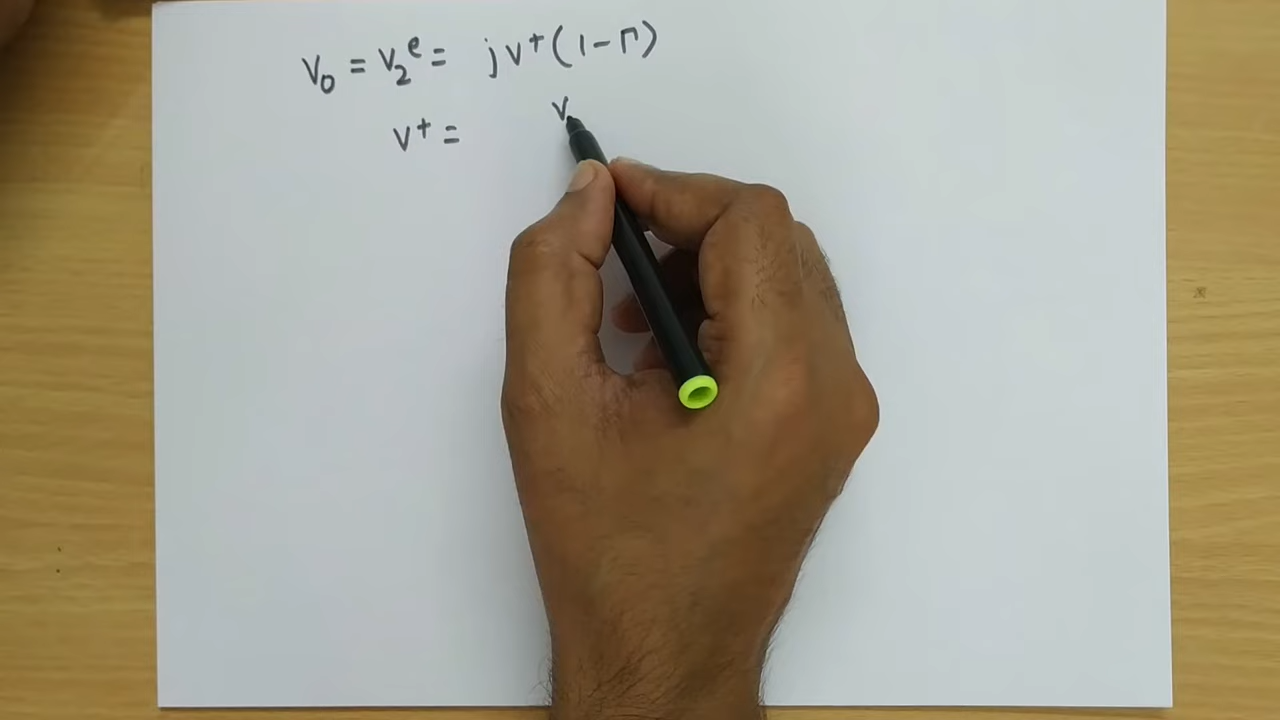 V₀ = V₂ᵉ = jV⁺(1-Γ)
V⁺ = V